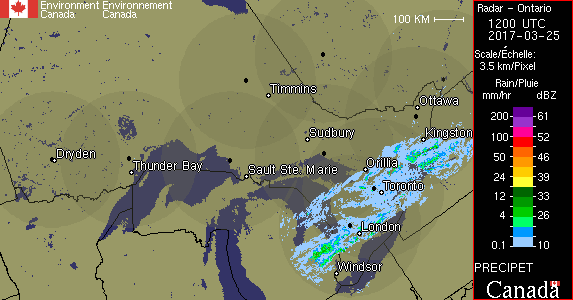 Environment Environnement
Canada Canada
100 KM
Timmins
Ottawa
Sudbury
Kingston
Dryden
Thunder Bay
Sault Ste. Marie
Orillia
Toronto
London
Windsor
Radar - Ontario
1200 UTC
2017-03-25
Scale/Échelle:
3.5 km/Pixel
Rain/Pluie
mm/hr dBZ
200 61
100 52
50 46
24 39
12 33
4 26
0.1 10
PRECIPET
Canada